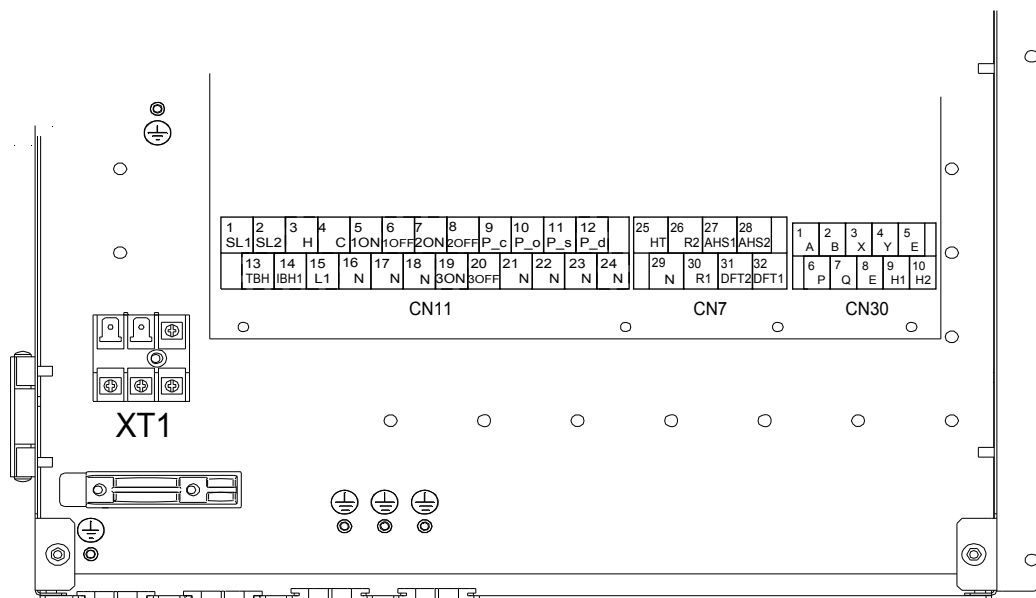 1 2 3 4 5 6 7 8 9 10 11 12
SL1 SL2 H C 1ON 1OFF 2ON 2OFF P_c P_o P_s P_d
13 14 15 16 17 18 19 20 21 22 23 24
TBH IBH1 L1 N N N 3ON 3OFF N N N N
CN11
25 26 27 28
HT R2 AHS1 AHS2
29 30 31 32
N R1 DFT2 DFT1
CN7
1 2 3 4 5
A B X Y E
6 7 8 9 10
P Q E H1 H2
CN30
XT1